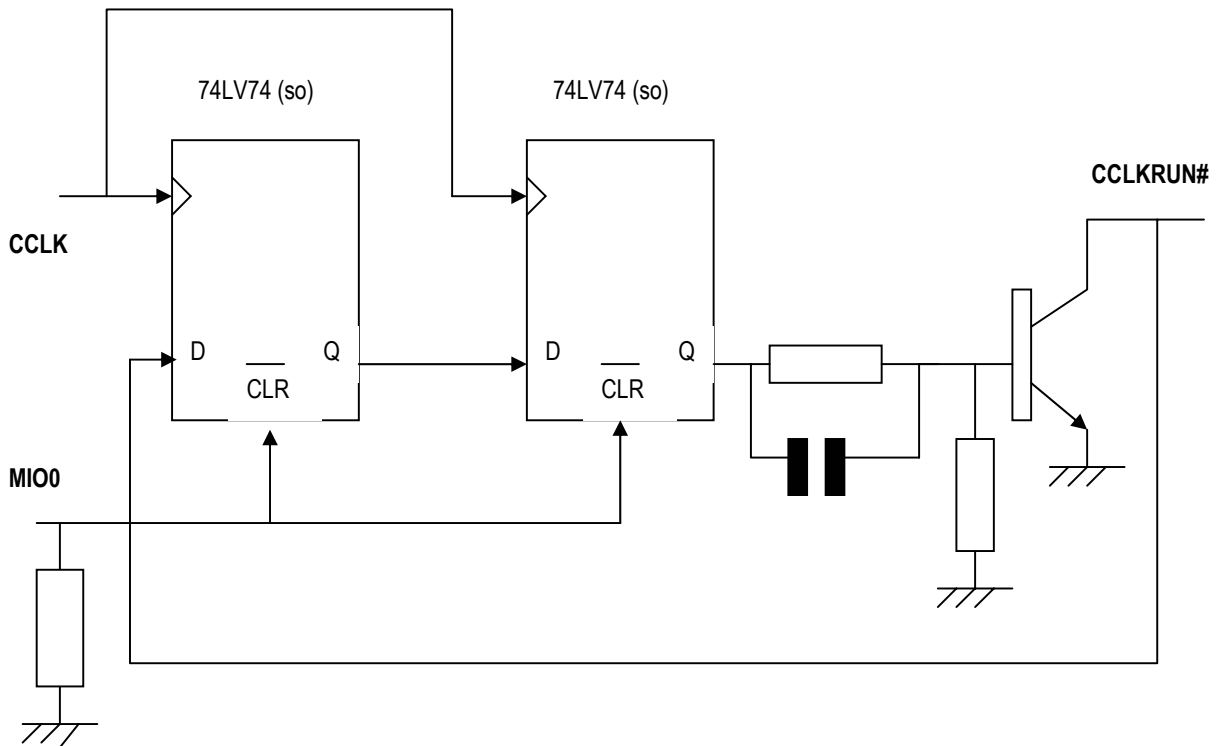 74LV74 (so)
74LV74 (so)
CCLKRUN#
CCLK
D
Q
CLR
D
Q
CLR
MIO0